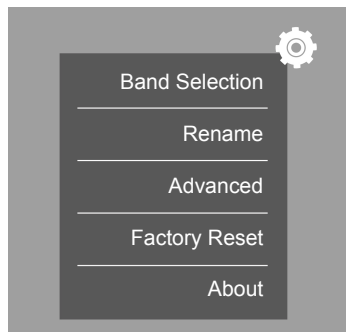 Band Selection
Rename
Advanced
Factory Reset
About